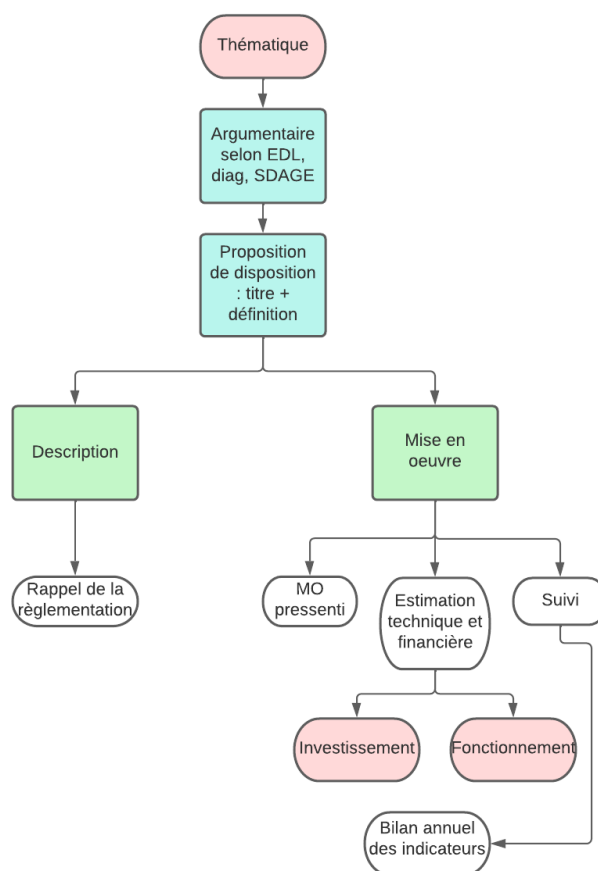 Thématique
Argumentaire
selon EDL,
diag, SDAGE
Proposition
de disposition
: titre +
définition
Description
Mise en
oeuvre
Rappel de la
règlementation
MO
pressenti
Estimation
technique et
financière
Suivi
Investissement
Fonctionnement
Bilan annuel
des indicateurs